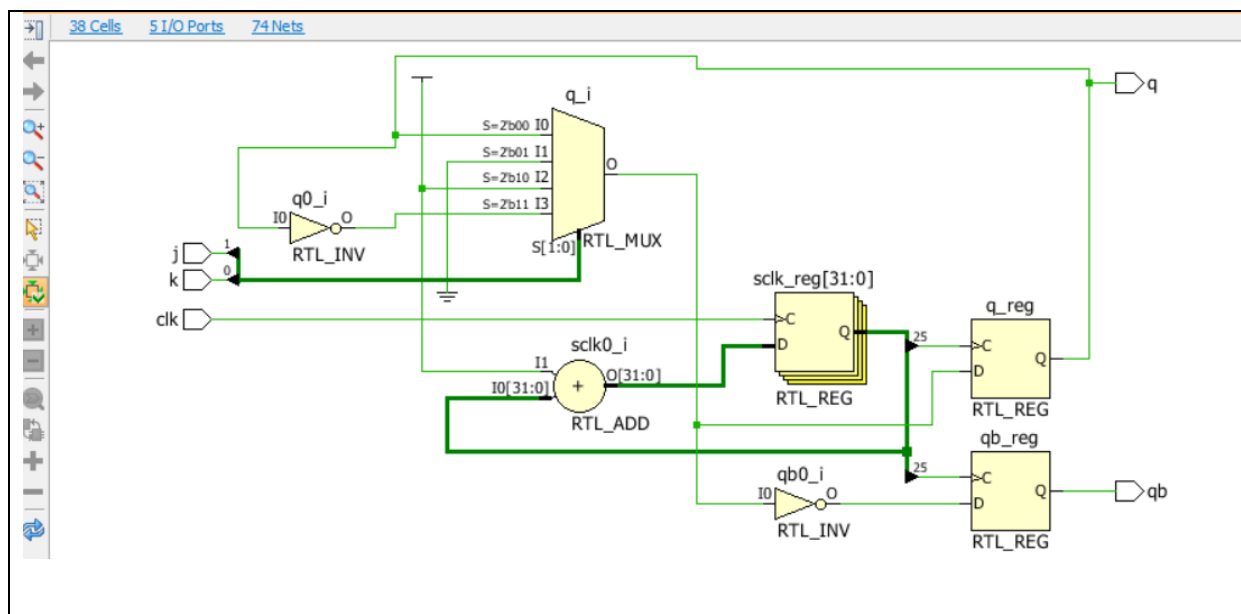 38 Cells 5 I/O Ports 74 Nets
q
q_i
S=2'b00 I0
S=2'b01 I1
S=2'b10 I2
S=2'b11 I3
O
S[1:0]
RTL_MUX
q0_i
I0 O
RTL_INV
j 1
k 0
clk
sclk_reg[31:0]
C
D
Q
RTL_REG
sclk0_i
I1
I0[31:0]
O[31:0]
+
RTL_ADD
25
q_reg
C
D
Q
RTL_REG
25
qb_reg
C
D
Q
RTL_REG
qb0_i
I0 O
RTL_INV
qb